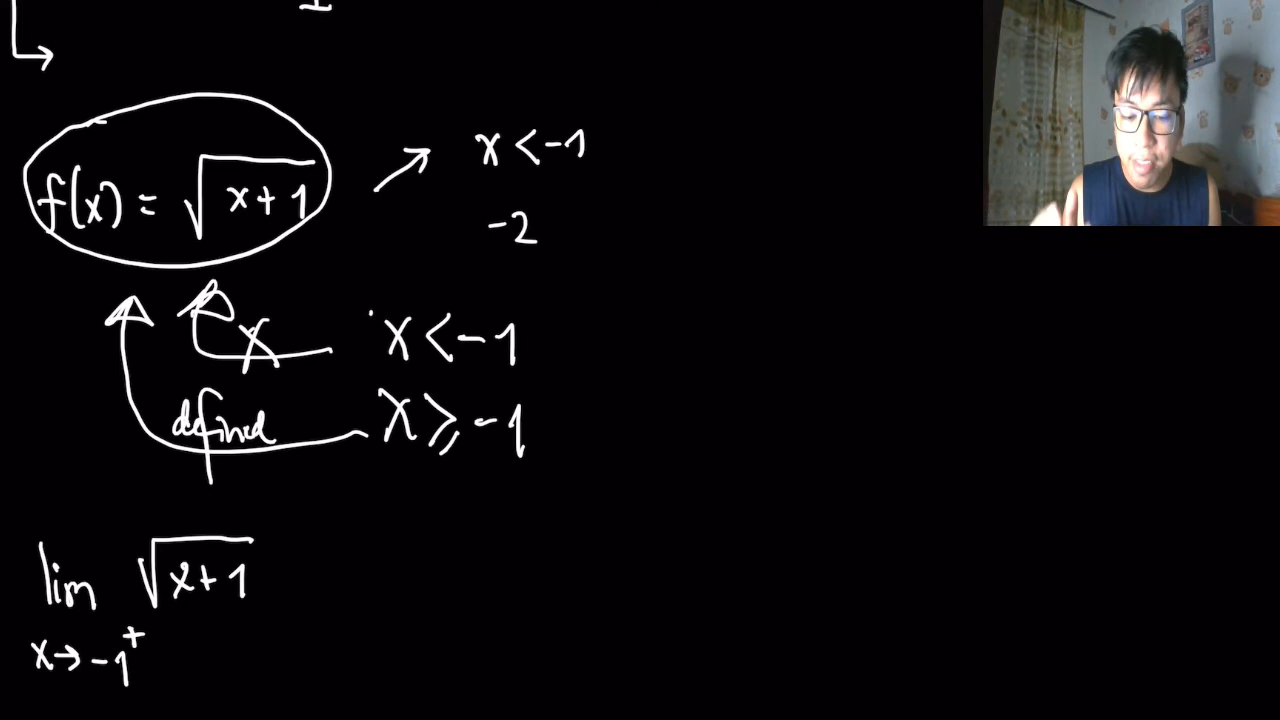 f(x) = √x+1
x < -1
-2
x < -1
defined
x ≥ -1
lim √x+1
x → -1⁺